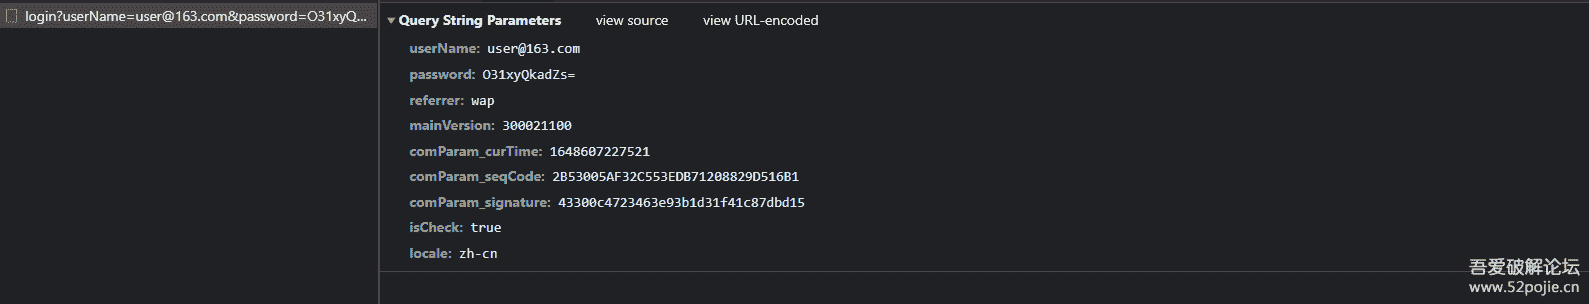 login?userName=user@163.com&password=O31xyQ...
Query String Parameters view source view URL-encoded
userName: user@163.com
password: O31xyQkadZs=
referrer: wap
mainVersion: 300021100
comParam_curTime: 1648607227521
comParam_seqCode: 2B53005AF32C553EDB71208829D516B1
comParam_signature: 43300c4723463e93b1d31f41c87dbd15
isCheck: true
locale: zh-cn
吾爱破解论坛
www.52pojie.cn